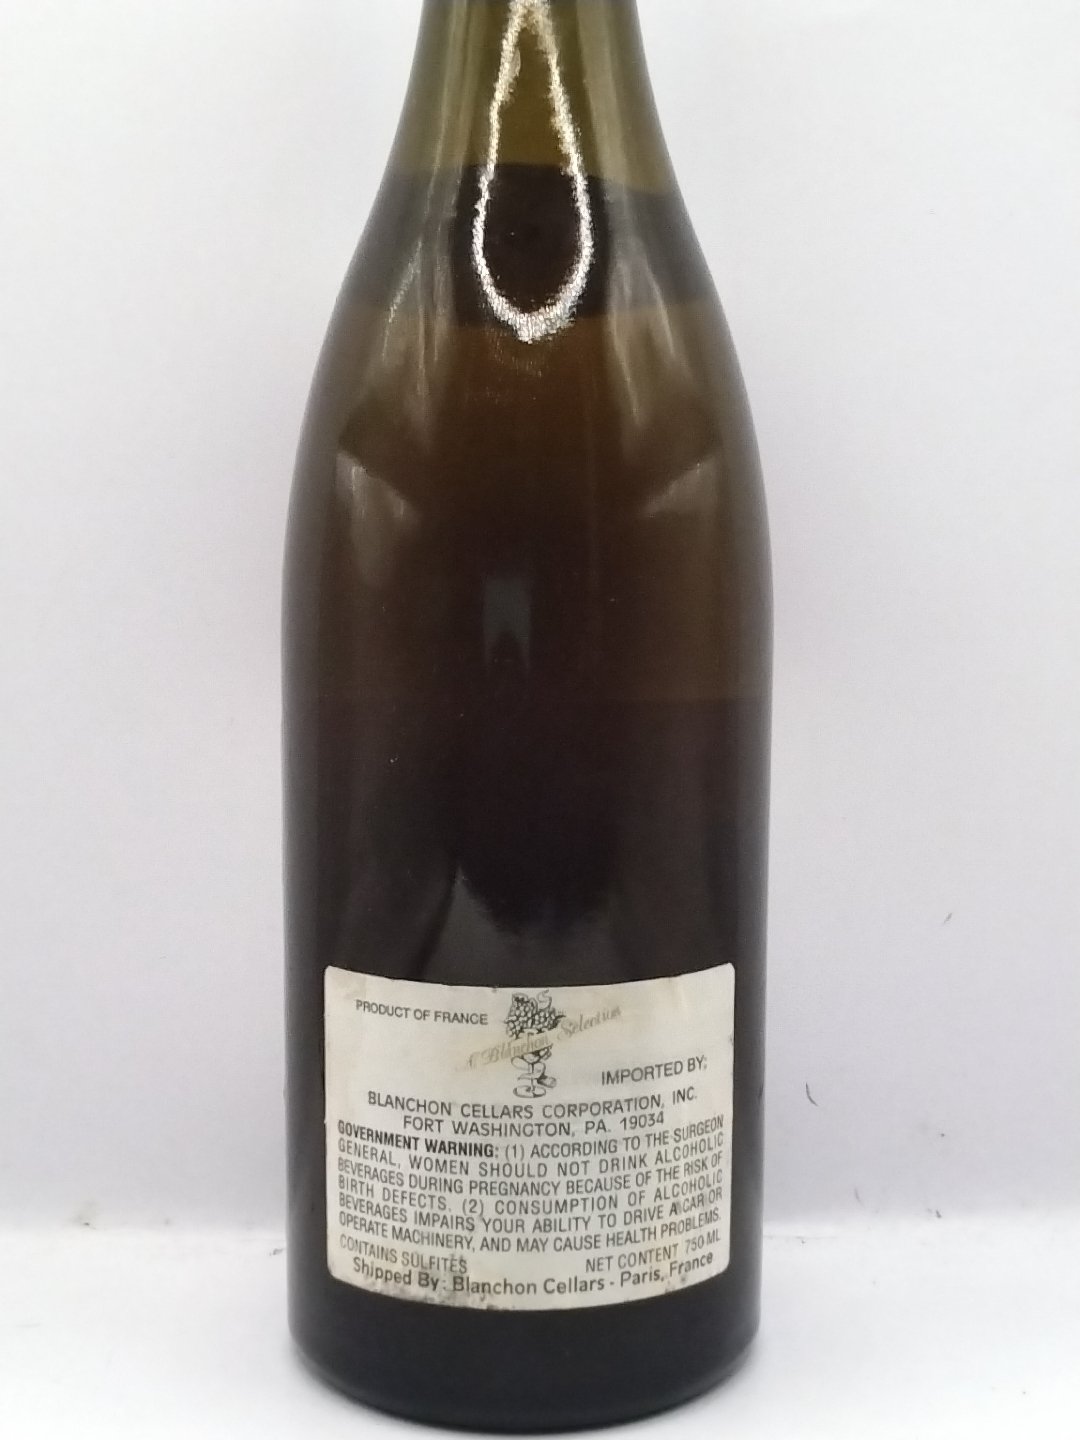 PRODUCT OF FRANCE
A Blanchon Selection
IMPORTED BY;
BLANCHON CELLARS CORPORATION, INC.
FORT WASHINGTON, PA. 19034
GOVERNMENT WARNING: (1) ACCORDING TO THE SURGEON
GENERAL, WOMEN SHOULD NOT DRINK ALCOHOLIC
BEVERAGES DURING PREGNANCY BECAUSE OF THE RISK OF
BIRTH DEFECTS. (2) CONSUMPTION OF ALCOHOLIC
BEVERAGES IMPAIRS YOUR ABILITY TO DRIVE A CAR OR
OPERATE MACHINERY, AND MAY CAUSE HEALTH PROBLEMS.
CONTAINS SULFITES NET CONTENT 750 ML
Shipped By: Blanchon Cellars - Paris, France